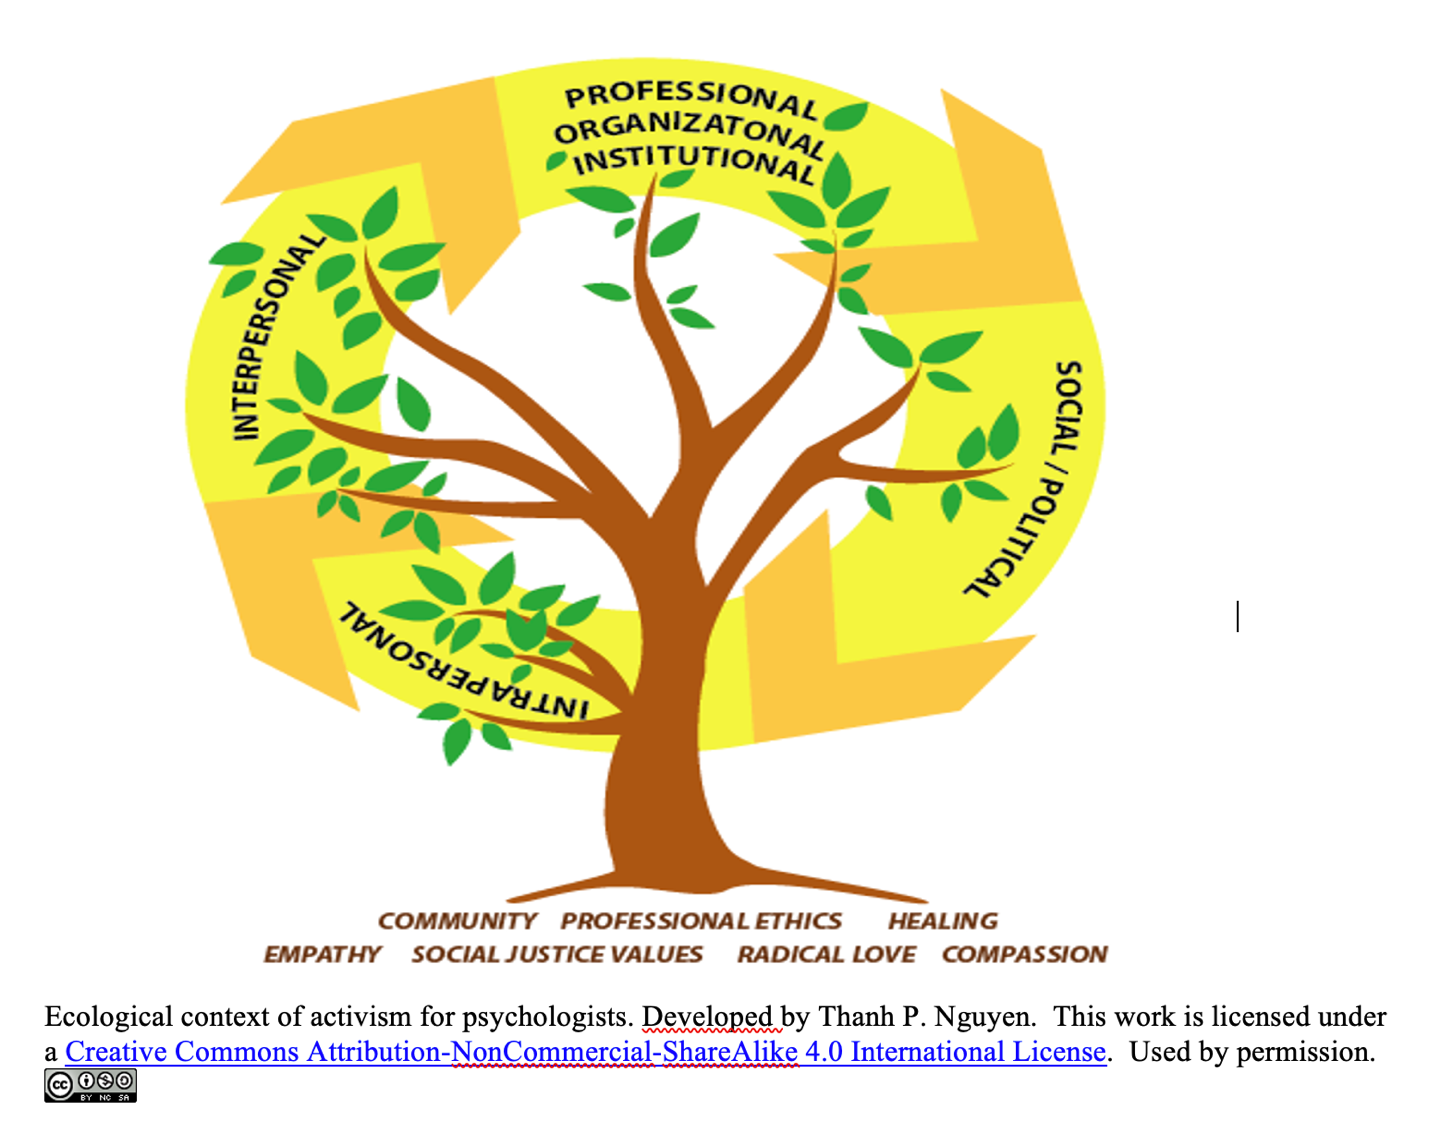 PROFESSIONAL
ORGANIZATONAL
INSTITUTIONAL
INTERPERSONAL
SOCIAL / POLITICAL
INTRAPERSONAL
COMMUNITY PROFESSIONAL ETHICS HEALING
EMPATHY SOCIAL JUSTICE VALUES RADICAL LOVE COMPASSION
Ecological context of activism for psychologists. Developed by Thanh P. Nguyen. This work is licensed under
a Creative Commons Attribution-NonCommercial-ShareAlike 4.0 International License. Used by permission.
cc BY NC SA